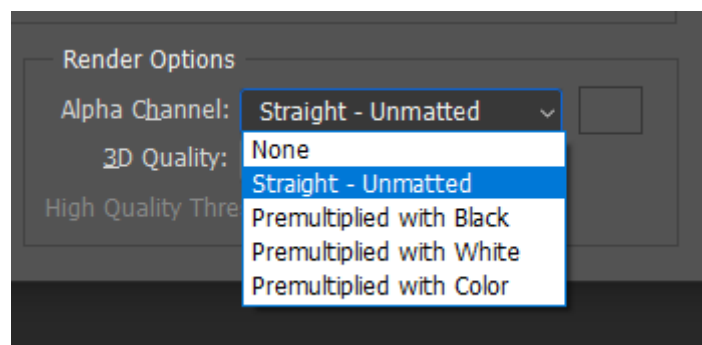 Render Options
Alpha Channel: Straight - Unmatted
3D Quality:
None
Straight - Unmatted
High Quality Thre
Premultiplied with Black
Premultiplied with White
Premultiplied with Color